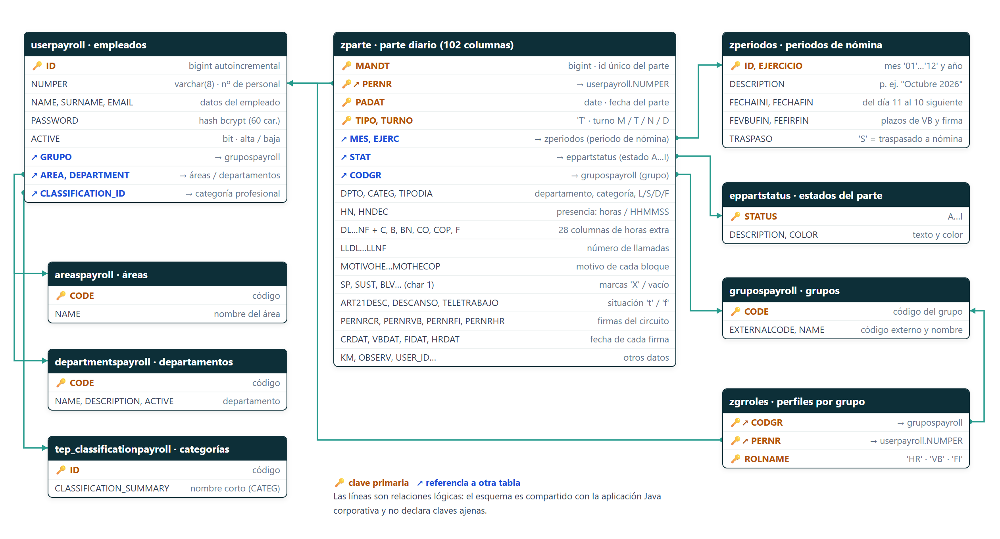 userpayroll · empleados
🔑 ID bigint autoincremental
NUMPER varchar(8) · nº de personal
NAME, SURNAME, EMAIL datos del empleado
PASSWORD hash bcrypt (60 car.)
ACTIVE bit · alta / baja
↗ GRUPO → grupospayroll
↗ AREA, DEPARTMENT → áreas / departamentos
↗ CLASSIFICATION_ID → categoría profesional
areaspayroll · áreas
🔑 CODE código
NAME nombre del área
departmentspayroll · departamentos
🔑 CODE código
NAME, DESCRIPTION, ACTIVE departamento
tep_classificationpayroll · categorías
🔑 ID código
CLASSIFICATION_SUMMARY nombre corto (CATEG)
zparte · parte diario (102 columnas)
🔑 MANDT bigint · id único del parte
🔑↗ PERNR → userpayroll.NUMPER
🔑 PADAT date · fecha del parte
🔑 TIPO, TURNO 'T' · turno M / T / N / D
↗ MES, EJERC → zperiodos (periodo de nómina)
↗ STAT → eppartstatus (estado A…I)
↗ CODGR → grupospayroll (grupo)
DPTO, CATEG, TIPODIA departamento, categoría, L/S/D/F
HN, HNDEC presencia: horas / HHMMSS
DL…NF + C, B, BN, CO, COP, F 28 columnas de horas extra
LLDL…LLNF número de llamadas
MOTIVOHE…MOTHECOP motivo de cada bloque
SP, SUST, BLV… (char 1) marcas 'X' / vacío
ART21DESC, DESCANSO, TELETRABAJO situación 't' / 'f'
PERNRCR, PERNRVB, PERNRFI, PERNRHR firmas del circuito
CRDAT, VBDAT, FIDAT, HRDAT fecha de cada firma
KM, OBSERV, USER_ID… otros datos
zperiodos · periodos de nómina
🔑 ID, EJERCICIO mes '01'…'12' y año
DESCRIPTION p. ej. "Octubre 2026"
FECHAINI, FECHAFIN del día 11 al 10 siguiente
FEVBUFIN, FEFIRFIN plazos de VB y firma
TRASPASO 'S' = traspasado a nómina
eppartstatus · estados del parte
🔑 STATUS A…I
DESCRIPTION, COLOR texto y color
grupospayroll · grupos
🔑 CODE código del grupo
EXTERNALCODE, NAME código externo y nombre
zgrroles · perfiles por grupo
🔑↗ CODGR → grupospayroll
🔑↗ PERNR → userpayroll.NUMPER
🔑 ROLNAME 'HR' · 'VB' · 'FI'
🔑 clave primaria ↗ referencia a otra tabla
Las líneas son relaciones lógicas: el esquema es compartido con la aplicación Java
corporativa y no declara claves ajenas.